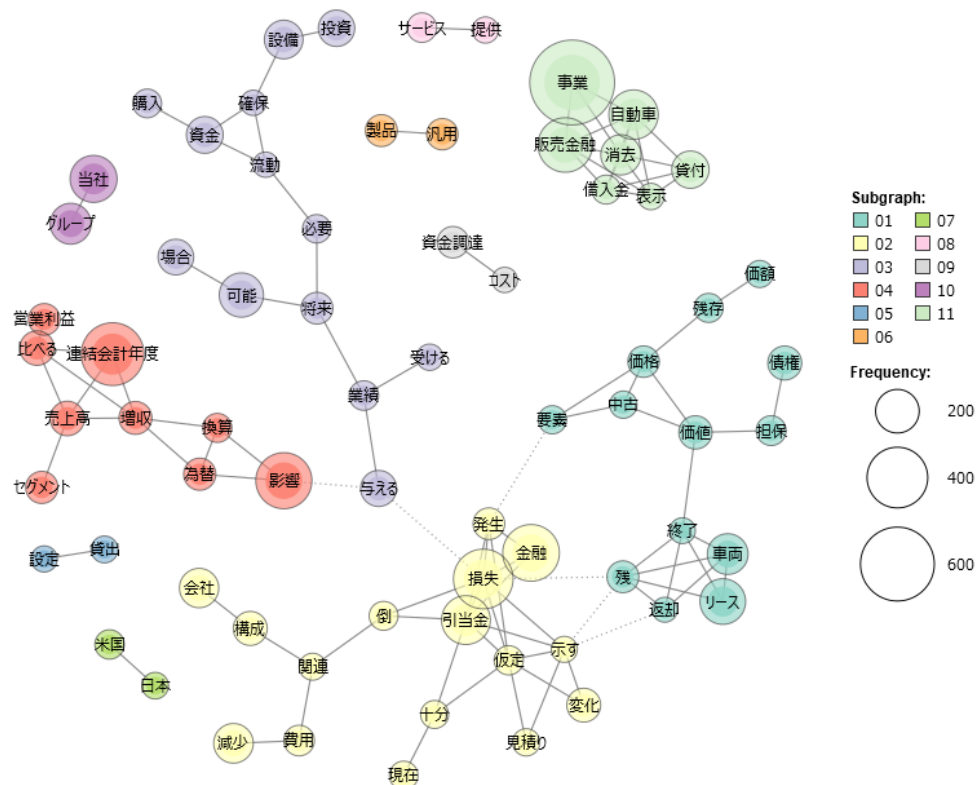 投資
設備
サービス
提供
事業
購入
確保
資金
製品
汎用
自動車
販売金融
消去
流動
貸付
借入金
表示
当社
グループ
必要
場合
資金調達
コスト
可能
将来
価額
残存
営業利益
比べる
連結会計年度
受ける
価格
債権
業績
中古
要素
売上高
増収
換算
価値
担保
為替
影響
セグメント
与える
発生
終了
設定
貸出
金融
車両
損失
残
会社
リース
返却
倒
引当金
構成
米国
関連
仮定
示す
日本
変化
十分
減少
費用
見積り
現在
Subgraph:
01 07
02 08
03 09
04 10
05 11
06
Frequency:
200
400
600